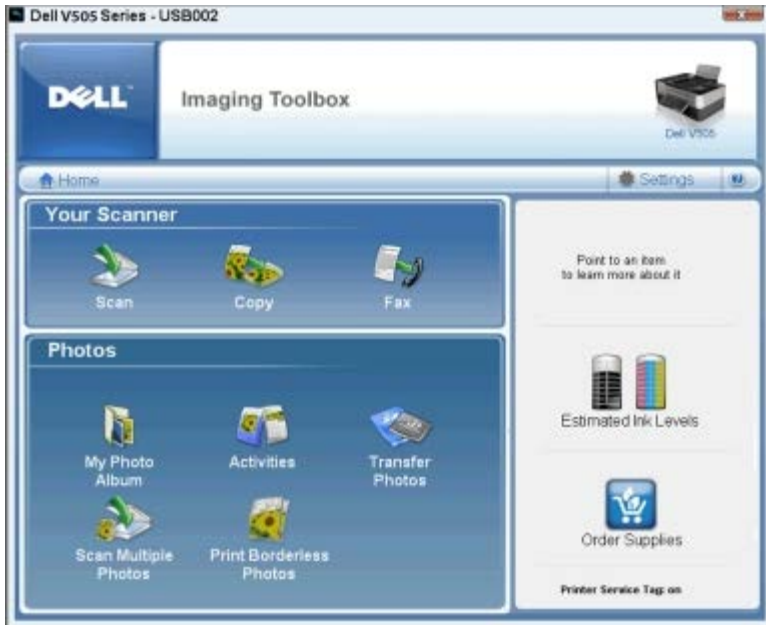 Dell V505 Series - USB002
DELL
Imaging Toolbox
Dell V505
Home
Settings
Your Scanner
Scan
Copy
Fax
Photos
My Photo
Album
Activities
Transfer
Photos
Scan Multiple
Photos
Print Borderless
Photos
Point to an item
to learn more about it
Estimated Ink Levels
Order Supplies
Printer Service Tag: on